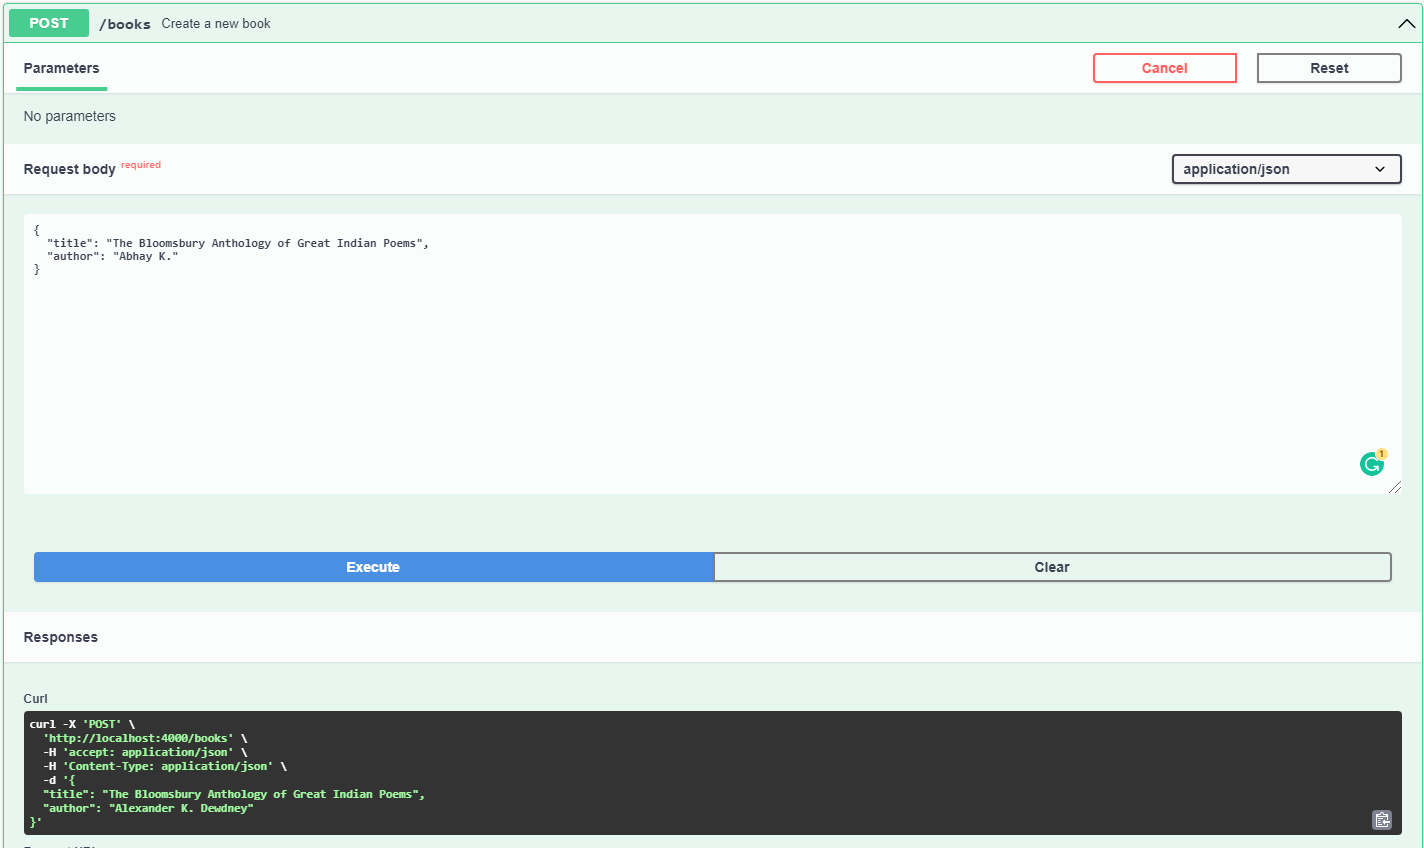 POST /books Create a new book
Parameters
Cancel
Reset
No parameters
Request body required
application/json
{
  "title": "The Bloomsbury Anthology of Great Indian Poems",
  "author": "Abhay K."
}
1
Execute
Clear
Responses
Curl
curl -X 'POST' \
  'http://localhost:4000/books' \
  -H 'accept: application/json' \
  -H 'Content-Type: application/json' \
  -d '{
  "title": "The Bloomsbury Anthology of Great Indian Poems",
  "author": "Alexander K. Dewdney"
}'